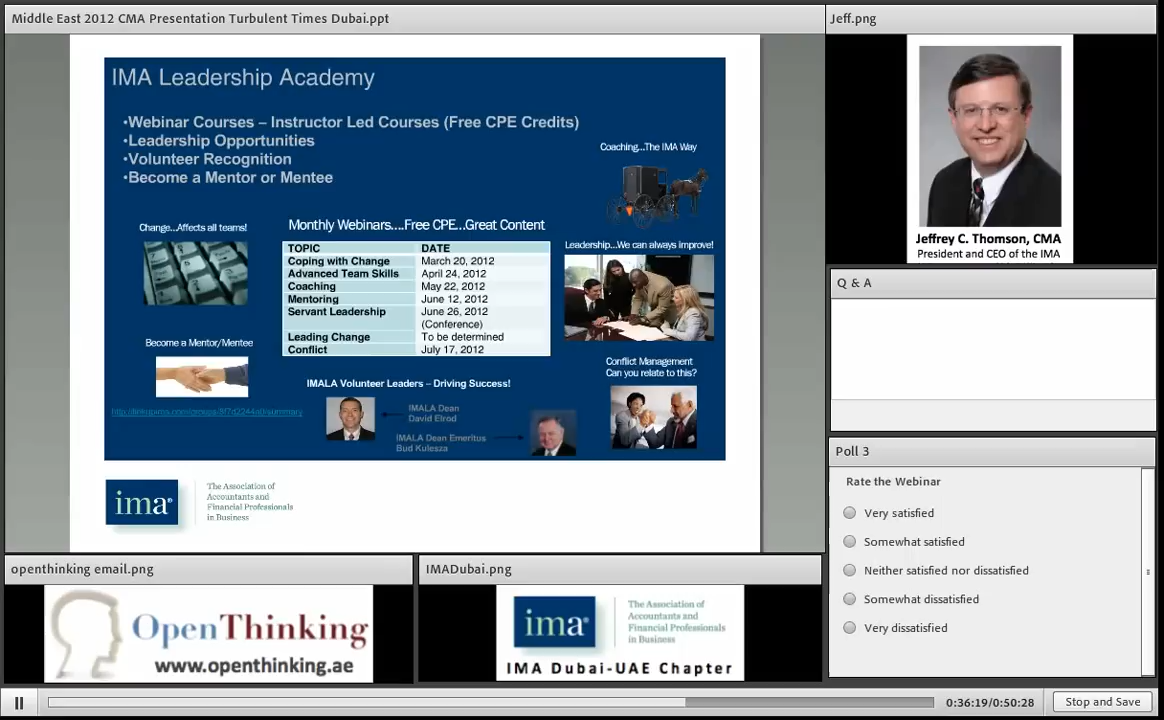 Middle East 2012 CMA Presentation Turbulent Times Dubai.ppt
IMA Leadership Academy
•Webinar Courses – Instructor Led Courses (Free CPE Credits)
•Leadership Opportunities
•Volunteer Recognition
•Become a Mentor or Mentee
Coaching...The IMA Way
Change...Affects all teams!
Monthly Webinars....Free CPE...Great Content
TOPIC DATE
Coping with Change March 20, 2012
Advanced Team Skills April 24, 2012
Coaching May 22, 2012
Mentoring June 12, 2012
Servant Leadership June 26, 2012
(Conference)
Leading Change To be determined
Conflict July 17, 2012
Leadership...We can always improve!
Become a Mentor/Mentee
Conflict Management
Can you relate to this?
IMALA Volunteer Leaders – Driving Success!
IMALA Dean
David Elrod
IMALA Dean Emeritus
Bud Kulesza
ima®
The Association of
Accountants and
Financial Professionals
in Business
Jeff.png
Jeffrey C. Thomson, CMA
President and CEO of the IMA
Q & A
Poll 3
Rate the Webinar
Very satisfied
Somewhat satisfied
Neither satisfied nor dissatisfied
Somewhat dissatisfied
Very dissatisfied
openthinking email.png
OpenThinking
www.openthinking.ae
IMADubai.png
ima®
The Association of
Accountants and
Financial Professionals
in Business
IMA Dubai-UAE Chapter
0:36:19/0:50:28
Stop and Save